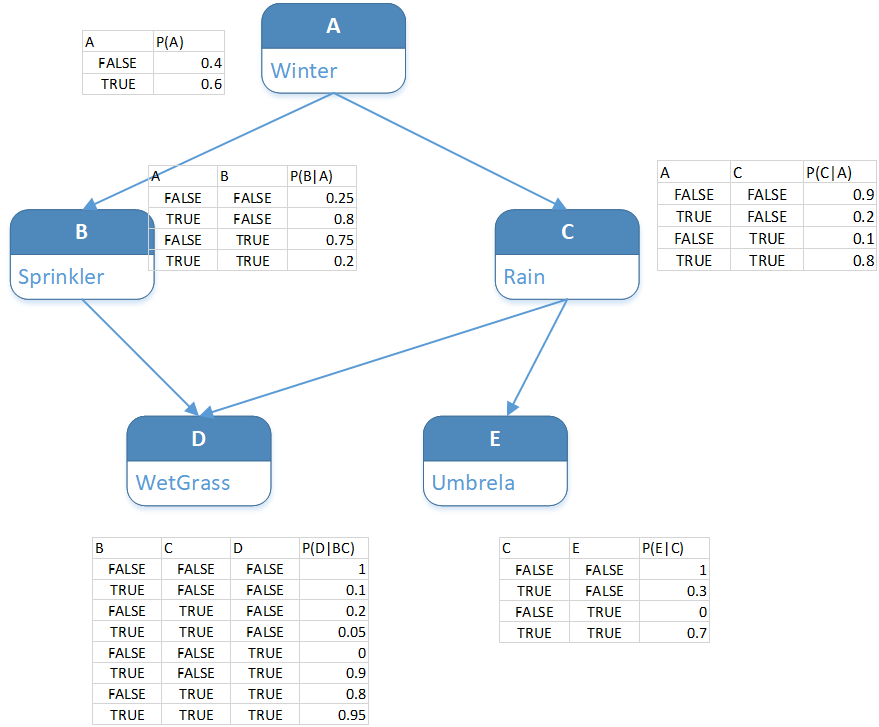 A
Winter
A P(A)
FALSE 0.4
TRUE 0.6
A B P(B|A)
FALSE FALSE 0.25
TRUE FALSE 0.8
FALSE TRUE 0.75
TRUE TRUE 0.2
A C P(C|A)
FALSE FALSE 0.9
TRUE FALSE 0.2
FALSE TRUE 0.1
TRUE TRUE 0.8
B
Sprinkler
C
Rain
D
WetGrass
E
Umbrela
B C D P(D|BC)
FALSE FALSE FALSE 1
TRUE FALSE FALSE 0.1
FALSE TRUE FALSE 0.2
TRUE TRUE FALSE 0.05
FALSE FALSE TRUE 0
TRUE FALSE TRUE 0.9
FALSE TRUE TRUE 0.8
TRUE TRUE TRUE 0.95
C E P(E|C)
FALSE FALSE 1
TRUE FALSE 0.3
FALSE TRUE 0
TRUE TRUE 0.7